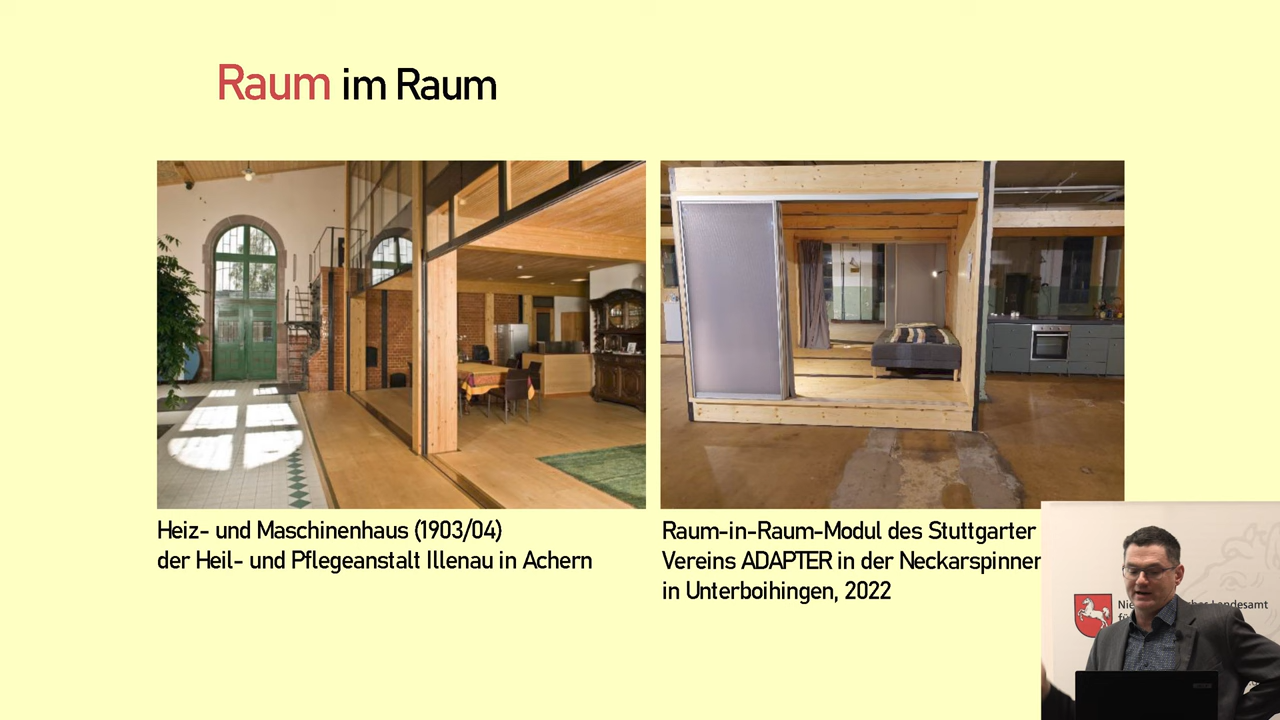 Raum im Raum
Heiz- und Maschinenhaus (1903/04)
der Heil- und Pflegeanstalt Illenau in Achern
Raum-in-Raum-Modul des Stuttgarter
Vereins ADAPTER in der Neckarspinner
in Unterboihingen, 2022